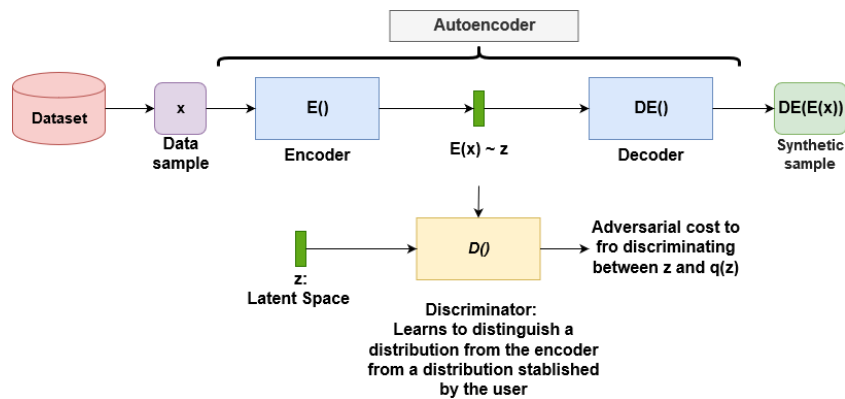 Autoencoder
Dataset
x
E()
DE()
DE(E(x))
Data
sample
Encoder
E(x) ~ z
Decoder
Synthetic
sample
D()
Adversarial cost to
fro discriminating
between z and q(z)
z:
Latent Space
Discriminator:
Learns to distinguish a
distribution from the encoder
from a distribution stablished
by the user